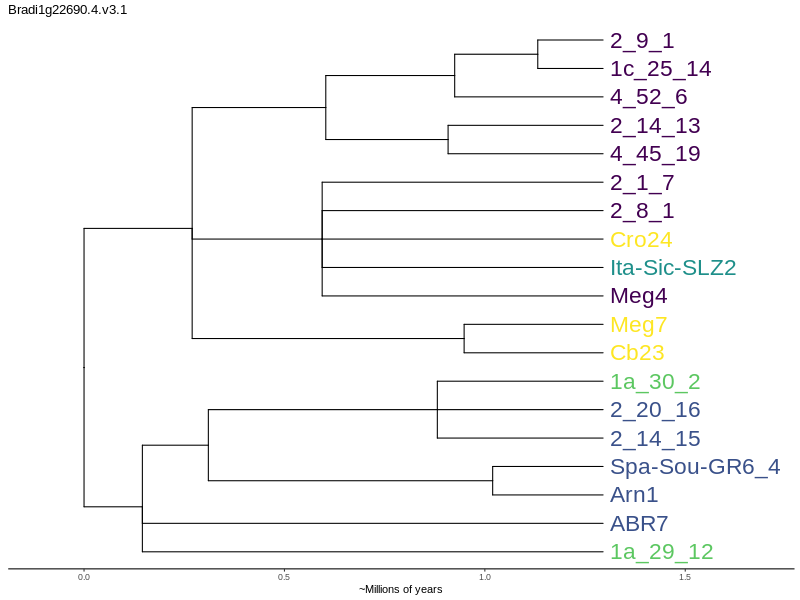 Bradi1g22690.4.v3.1
2_9_1
1c_25_14
4_52_6
2_14_13
4_45_19
2_1_7
2_8_1
Cro24
Ita-Sic-SLZ2
Meg4
Meg7
Cb23
1a_30_2
2_20_16
2_14_15
Spa-Sou-GR6_4
Arn1
ABR7
1a_29_12
0.0 0.5 1.0 1.5
~Millions of years